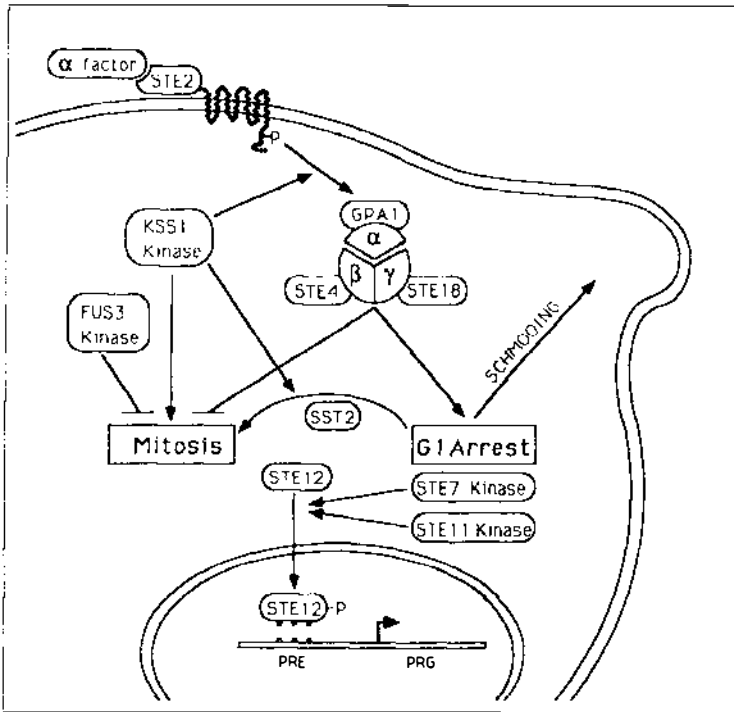 α factor
STE2
P
GPA1
α
β
γ
STE4
STE18
KSS1
Kinase
FUS3
Kinase
SCHMOOING
SST2
Mitosis
G1Arrest
STE12
STE7 Kinase
STE11 Kinase
STE12-P
PRE
PRG